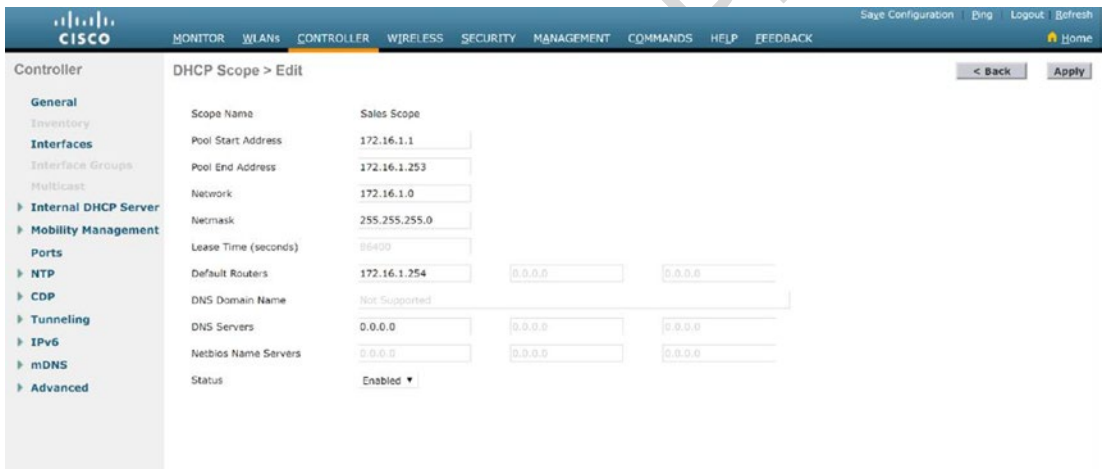 Save Configuration Ping Logout Refresh
CISCO
MONITOR WLANs CONTROLLER WIRELESS SECURITY MANAGEMENT COMMANDS HELP FEEDBACK
Home
Controller
DHCP Scope > Edit
< Back Apply
General
Inventory
Interfaces
Interface Groups
Multicast
Internal DHCP Server
Mobility Management
Ports
NTP
CDP
Tunneling
IPv6
mDNS
Advanced
Scope Name Sales Scope
Pool Start Address 172.16.1.1
Pool End Address 172.16.1.253
Network 172.16.1.0
Netmask 255.255.255.0
Lease Time (seconds) 86400
Default Routers 172.16.1.254 0.0.0.0 0.0.0.0
DNS Domain Name Not Supported
DNS Servers 0.0.0.0 0.0.0.0 0.0.0.0
Netbios Name Servers 0.0.0.0 0.0.0.0 0.0.0.0
Status Enabled